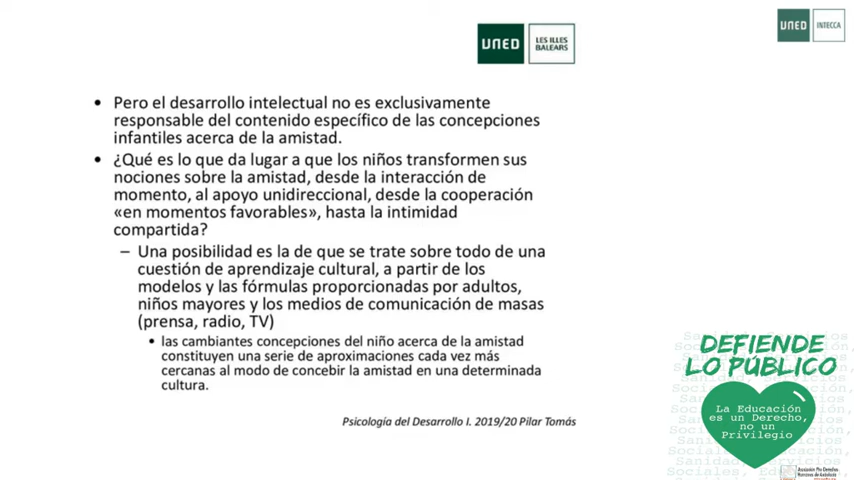 UNED
LES ILLES
BALEARS
UNED
INTECCA
• Pero el desarrollo intelectual no es exclusivamente
responsable del contenido específico de las concepciones
infantiles acerca de la amistad.
• ¿Qué es lo que da lugar a que los niños transformen sus
nociones sobre la amistad, desde la interacción de
momento, al apoyo unidireccional, desde la cooperación
«en momentos favorables», hasta la intimidad
compartida?
– Una posibilidad es la de que se trate sobre todo de una
cuestión de aprendizaje cultural, a partir de los
modelos y las fórmulas proporcionadas por adultos,
niños mayores y los medios de comunicación de masas
(prensa, radio, TV)
• las cambiantes concepciones del niño acerca de la amistad
constituyen una serie de aproximaciones cada vez más
cercanas al modo de concebir la amistad en una determinada
cultura.
Psicología del Desarrollo I. 2019/20 Pilar Tomás
DEFIENDE
LO PÚBLICO
La Educación
es un Derecho,
no un
Privilegio